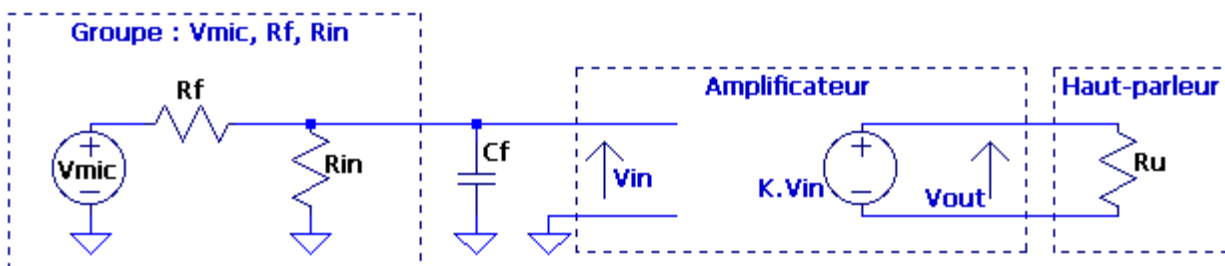 Groupe : Vmic, Rf, Rin
Amplificateur
Haut-parleur
Rf
Vmic
Rin
Cf
Vin
K.Vin
Vout
Ru